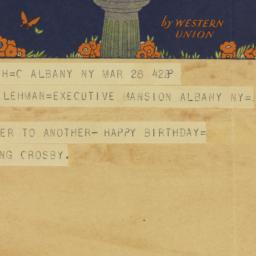 by WESTERN
UNION
H=C ALBANY NY MAR 28 422P
LEHMAN=EXECUTIVE MANSION ALBANY NY=
ER TO ANOTHER- HAPPY BIRTHDAY=
NG CROSBY.